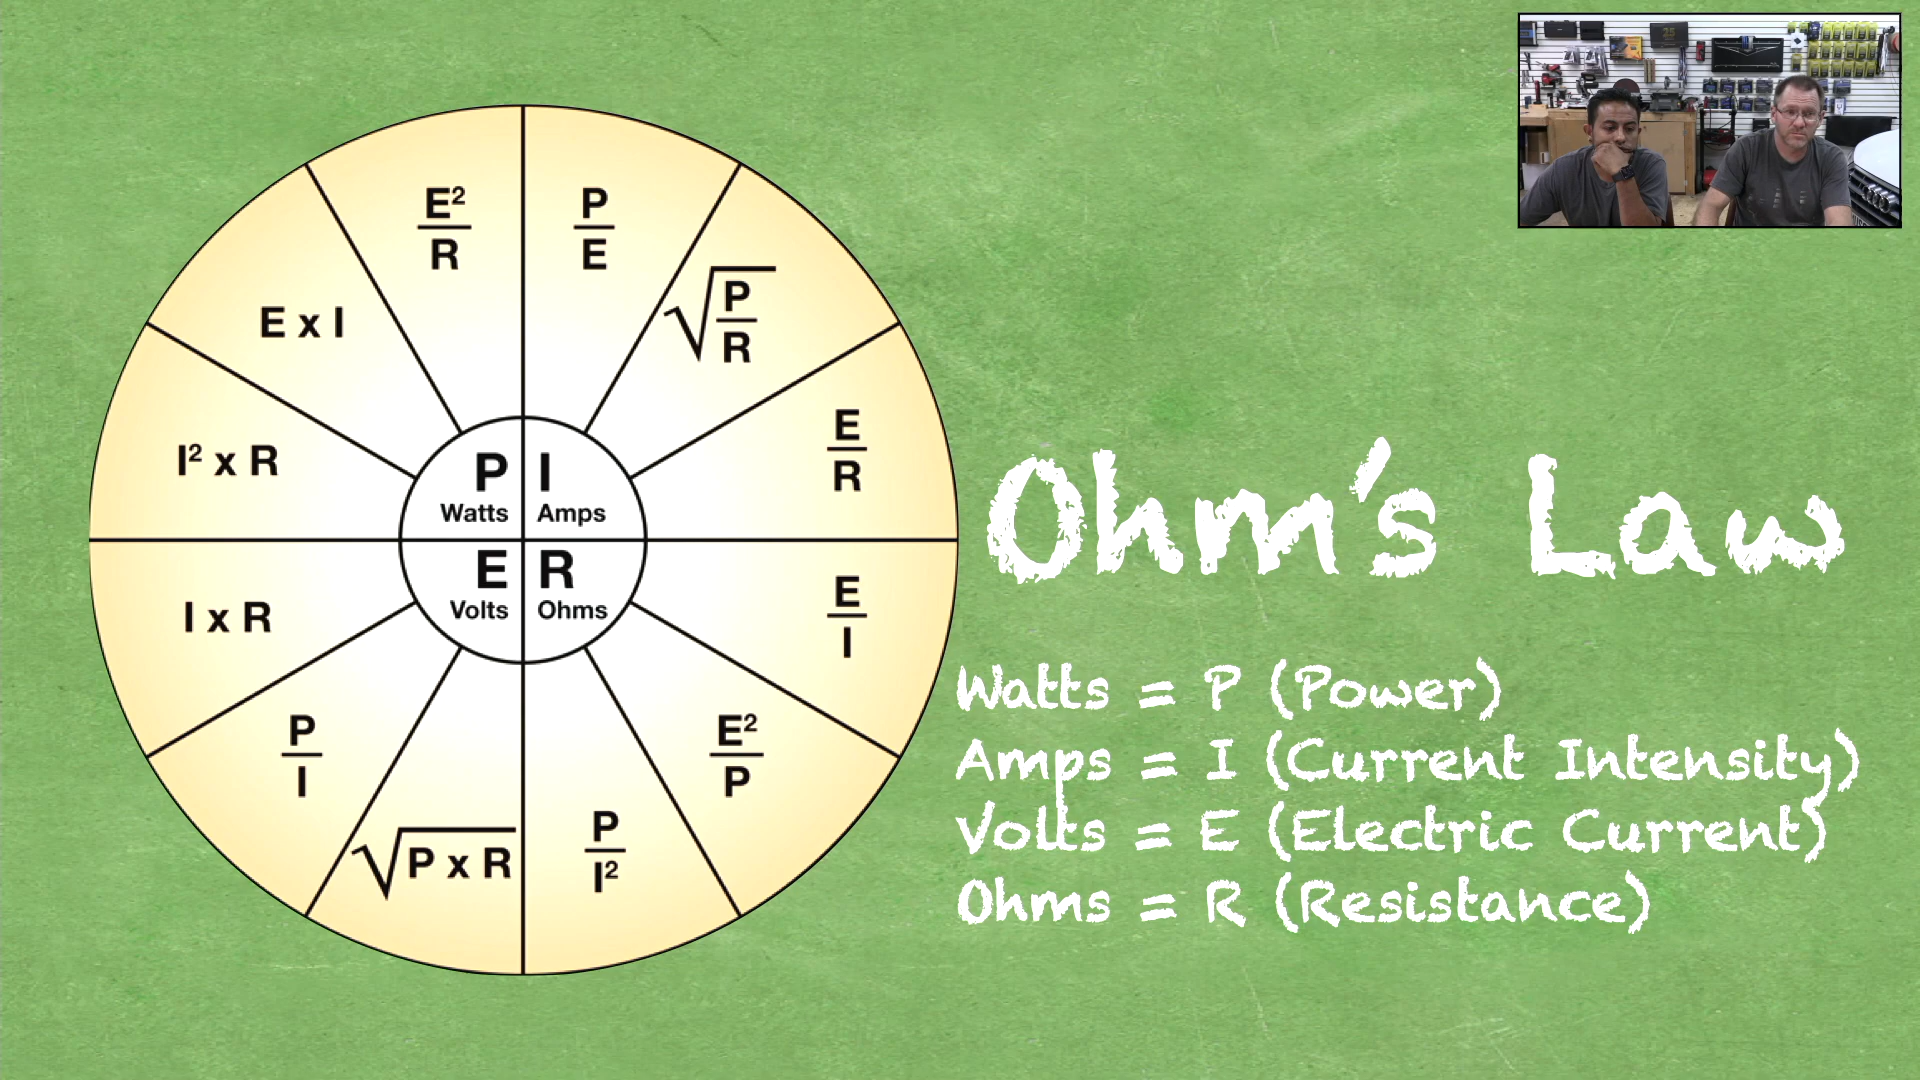 E²
R
P
E
√P
R
E x I
I² x R
E
R
P
Watts
I
Amps
E
Volts
R
Ohms
I x R
E
I
P
I
E²
P
√P x R
P
I²
Ohm's Law
Watts = P (Power)
Amps = I (Current Intensity)
Volts = E (Electric Current)
Ohms = R (Resistance)